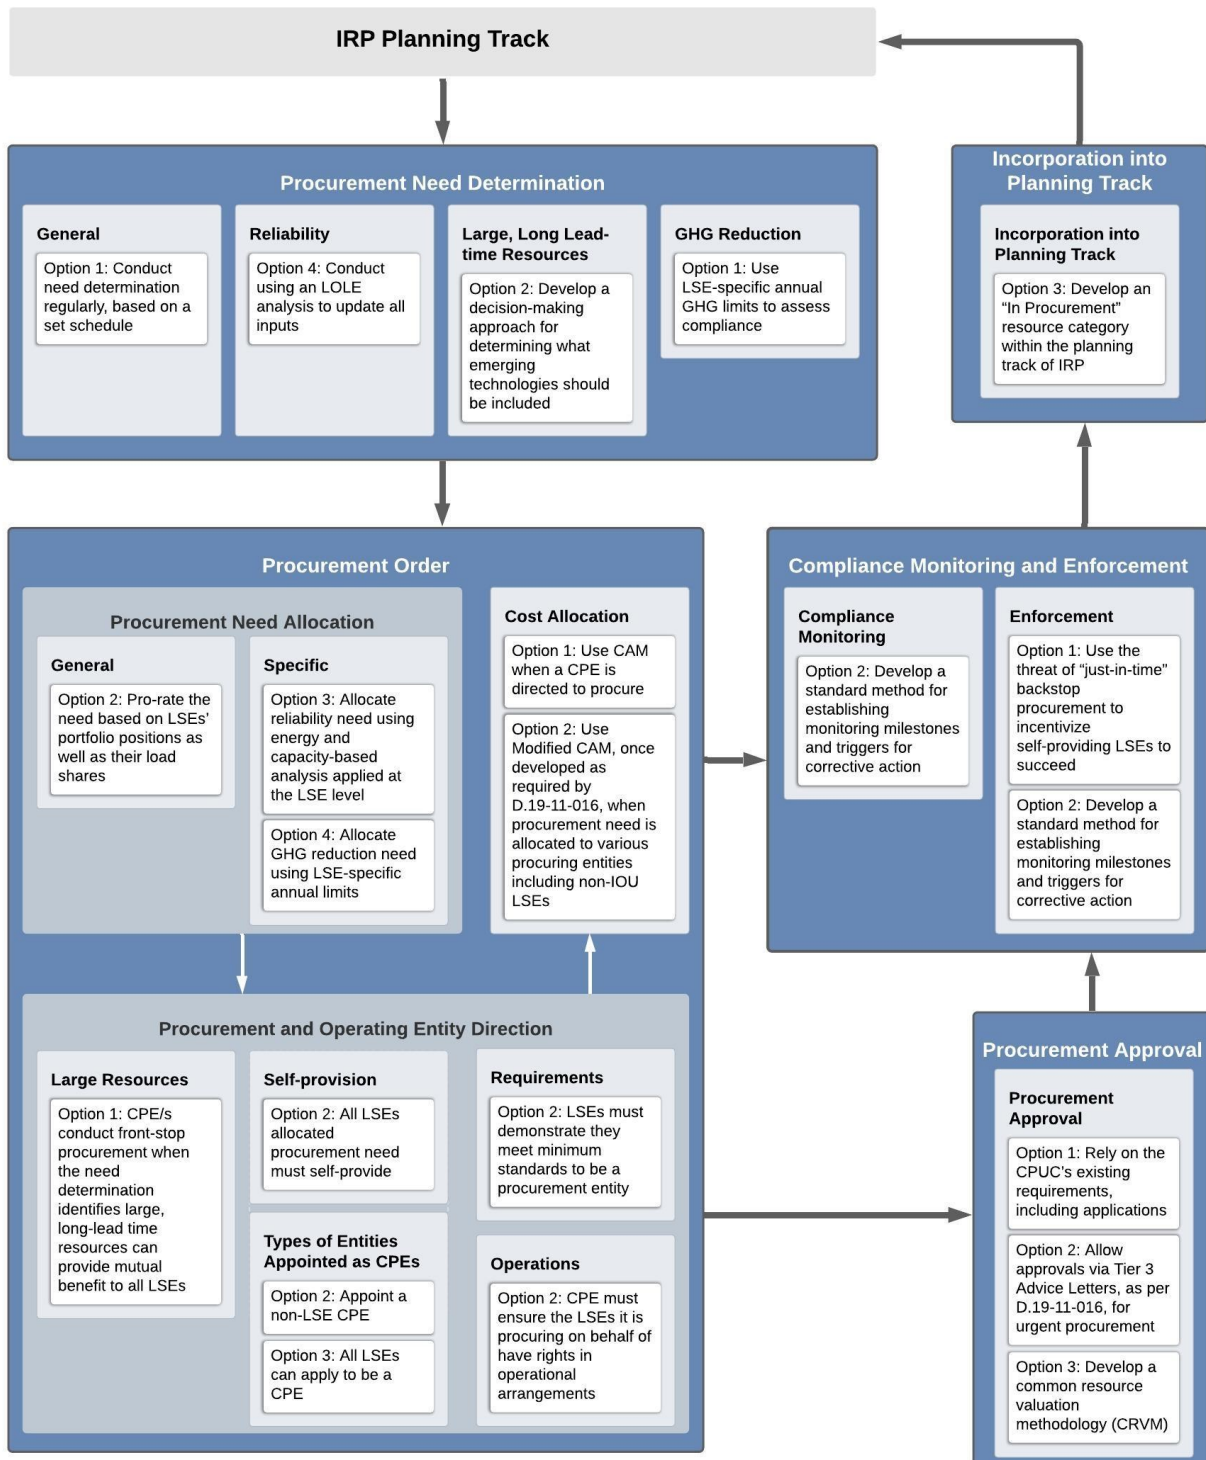 IRP Planning Track
Procurement Need Determination
General
Option 1: Conduct
need determination
regularly, based on a
set schedule
Reliability
Option 4: Conduct
using an LOLE
analysis to update all
inputs
Large, Long Lead-
time Resources
Option 2: Develop a
decision-making
approach for
determining what
emerging
technologies should
be included
GHG Reduction
Option 1: Use
LSE-specific annual
GHG limits to assess
compliance
Incorporation into
Planning Track
Incorporation into
Planning Track
Option 3: Develop an
“In Procurement”
resource category
within the planning
track of IRP
Procurement Order
Procurement Need Allocation
General
Option 2: Pro-rate the
need based on LSEs’
portfolio positions as
well as their load
shares
Specific
Option 3: Allocate
reliability need using
energy and
capacity-based
analysis applied at
the LSE level
Option 4: Allocate
GHG reduction need
using LSE-specific
annual limits
Cost Allocation
Option 1: Use CAM
when a CPE is
directed to procure
Option 2: Use
Modified CAM, once
developed as
required by
D.19-11-016, when
procurement need is
allocated to various
procuring entities
including non-IOU
LSEs
Procurement and Operating Entity Direction
Large Resources
Option 1: CPE/s
conduct front-stop
procurement when
the need
determination
identifies large,
long-lead time
resources can
provide mutual
benefit to all LSEs
Self-provision
Option 2: All LSEs
allocated
procurement need
must self-provide
Types of Entities
Appointed as CPEs
Option 2: Appoint a
non-LSE CPE
Option 3: All LSEs
can apply to be a
CPE
Requirements
Option 2: LSEs must
demonstrate they
meet minimum
standards to be a
procurement entity
Operations
Option 2: CPE must
ensure the LSEs it is
procuring on behalf of
have rights in
operational
arrangements
Compliance Monitoring and Enforcement
Compliance
Monitoring
Option 2: Develop a
standard method for
establishing
monitoring milestones
and triggers for
corrective action
Enforcement
Option 1: Use the
threat of “just-in-time”
backstop
procurement to
incentivize
self-providing LSEs to
succeed
Option 2: Develop a
standard method for
establishing
monitoring milestones
and triggers for
corrective action
Procurement Approval
Procurement
Approval
Option 1: Rely on the
CPUC’s existing
requirements,
including applications
Option 2: Allow
approvals via Tier 3
Advice Letters, as per
D.19-11-016, for
urgent procurement
Option 3: Develop a
common resource
valuation
methodology (CRVM)